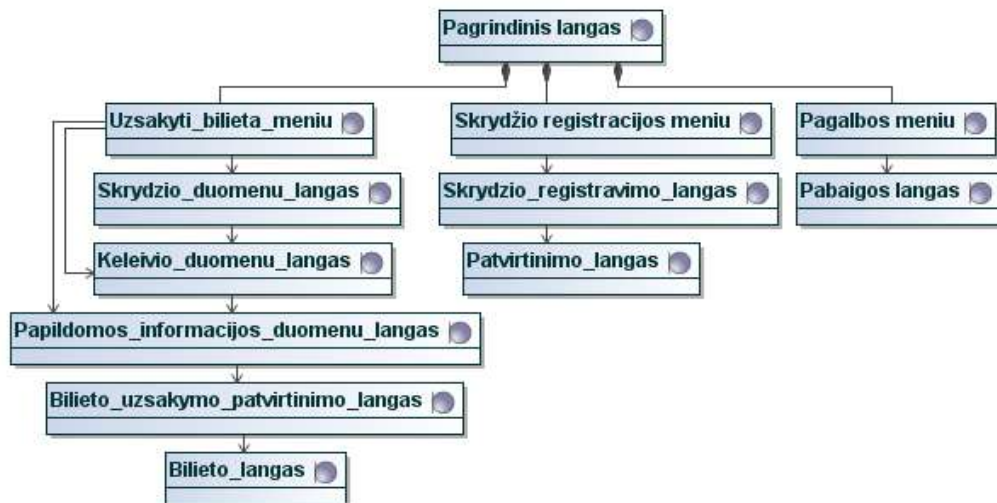 Pagrindinis langas
Uzsakyti_bilieta_meniu
Skrydžio registracijos meniu
Pagalbos meniu
Skrydzio_duomenu_langas
Skrydzio_registravimo_langas
Pabaigos langas
Keleivio_duomenu_langas
Patvirtinimo_langas
Papildomos_informacijos_duomenu_langas
Bilieto_uzsakymo_patvirtinimo_langas
Bilieto_langas